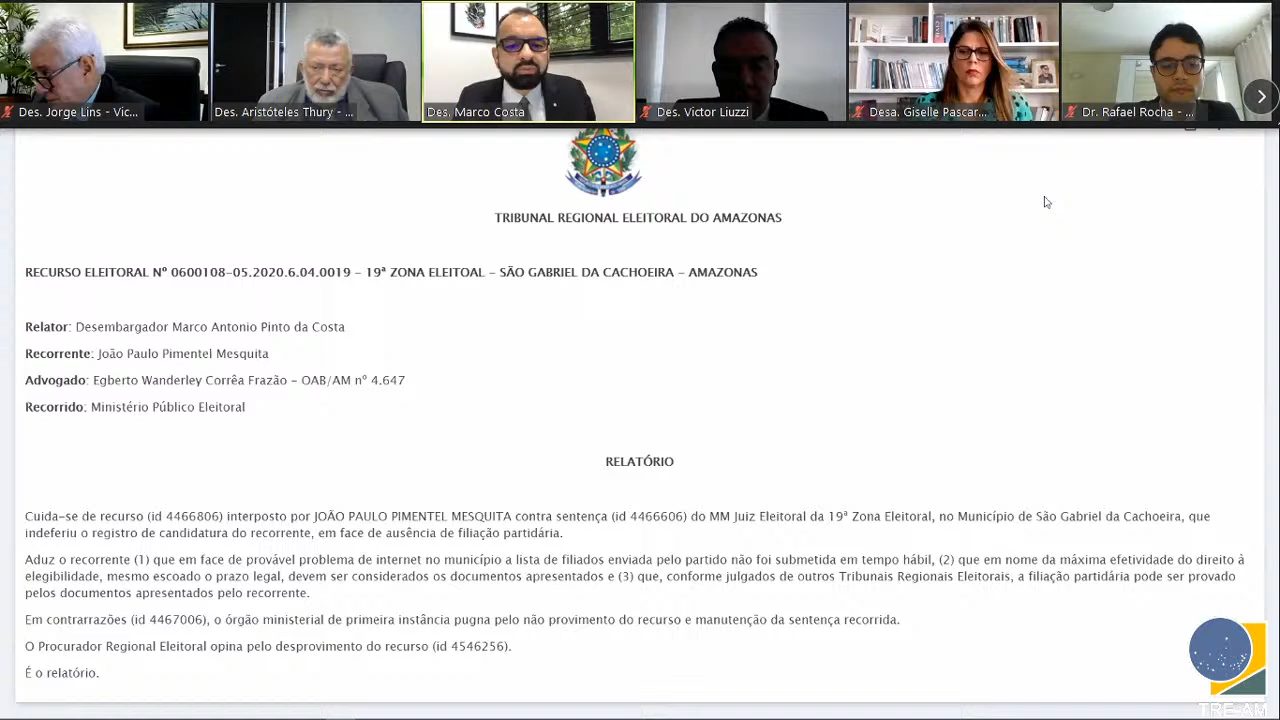 Des. Jorge Lins - Vic...
Des. Aristóteles Thury - ...
Des. Marco Costa
Des. Victor Liuzzi
Desa. Giselle Pascar...
Dr. Rafael Rocha - ...
TRIBUNAL REGIONAL ELEITORAL DO AMAZONAS
RECURSO ELEITORAL Nº 0600108-05.2020.6.04.0019 - 19ª ZONA ELEITOAL - SÃO GABRIEL DA CACHOEIRA - AMAZONAS
Relator: Desembargador Marco Antonio Pinto da Costa
Recorrente: João Paulo Pimentel Mesquita
Advogado: Egberto Wanderley Corrêa Frazão - OAB/AM nº 4.647
Recorrido: Ministério Público Eleitoral
RELATÓRIO
Cuida-se de recurso (id 4466806) interposto por JOÃO PAULO PIMENTEL MESQUITA contra sentença (id 4466606) do MM Juiz Eleitoral da 19ª Zona Eleitoral, no Município de São Gabriel da Cachoeira, que
indeferiu o registro de candidatura do recorrente, em face de ausência de filiação partidária.
Aduz o recorrente (1) que em face de provável problema de internet no município a lista de filiados enviada pelo partido não foi submetida em tempo hábil, (2) que em nome da máxima efetividade do direito à
elegibilidade, mesmo escoado o prazo legal, devem ser considerados os documentos apresentados e (3) que, conforme julgados de outros Tribunais Regionais Eleitorais, a filiação partidária pode ser provado
pelos documentos apresentados pelo recorrente.
Em contrarrazões (id 4467006), o órgão ministerial de primeira instância pugna pelo não provimento do recurso e manutenção da sentença recorrida.
O Procurador Regional Eleitoral opina pelo desprovimento do recurso (id 4546256).
É o relatório.
TRE-AM